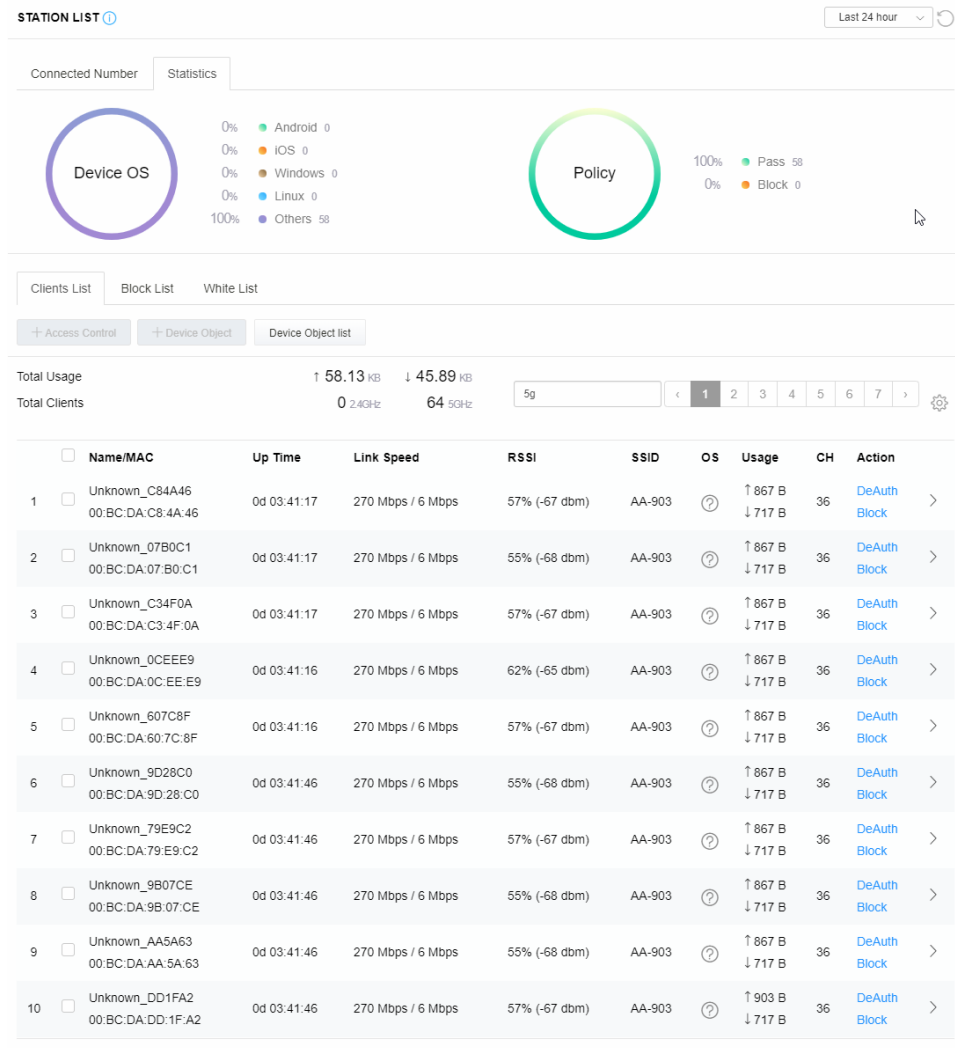 STATION LIST
Last 24 hour
Connected Number Statistics
Device OS
0% Android 0
0% iOS 0
0% Windows 0
0% Linux 0
100% Others 58
Policy
100% Pass 58
0% Block 0
Clients List Block List White List
+ Access Control + Device Object Device Object list
Total Usage ↑ 58.13 KB ↓ 45.89 KB
Total Clients 0 2.4GHz 64 5GHz
5g ‹ 1 2 3 4 5 6 7 ›
Name/MAC Up Time Link Speed RSSI SSID OS Usage CH Action
1 Unknown_C84A46 0d 03:41:17 270 Mbps / 6 Mbps 57% (-67 dbm) AA-903 ? ↑ 867 B 36 DeAuth
00:BC:DA:C8:4A:46 ↓ 717 B Block
2 Unknown_07B0C1 0d 03:41:17 270 Mbps / 6 Mbps 55% (-68 dbm) AA-903 ? ↑ 867 B 36 DeAuth
00:BC:DA:07:B0:C1 ↓ 717 B Block
3 Unknown_C34F0A 0d 03:41:17 270 Mbps / 6 Mbps 57% (-67 dbm) AA-903 ? ↑ 867 B 36 DeAuth
00:BC:DA:C3:4F:0A ↓ 717 B Block
4 Unknown_0CEEE9 0d 03:41:16 270 Mbps / 6 Mbps 62% (-65 dbm) AA-903 ? ↑ 867 B 36 DeAuth
00:BC:DA:0C:EE:E9 ↓ 717 B Block
5 Unknown_607C8F 0d 03:41:16 270 Mbps / 6 Mbps 57% (-67 dbm) AA-903 ? ↑ 867 B 36 DeAuth
00:BC:DA:60:7C:8F ↓ 717 B Block
6 Unknown_9D28C0 0d 03:41:46 270 Mbps / 6 Mbps 55% (-68 dbm) AA-903 ? ↑ 867 B 36 DeAuth
00:BC:DA:9D:28:C0 ↓ 717 B Block
7 Unknown_79E9C2 0d 03:41:46 270 Mbps / 6 Mbps 57% (-67 dbm) AA-903 ? ↑ 867 B 36 DeAuth
00:BC:DA:79:E9:C2 ↓ 717 B Block
8 Unknown_9B07CE 0d 03:41:46 270 Mbps / 6 Mbps 55% (-68 dbm) AA-903 ? ↑ 867 B 36 DeAuth
00:BC:DA:9B:07:CE ↓ 717 B Block
9 Unknown_AA5A63 0d 03:41:46 270 Mbps / 6 Mbps 55% (-68 dbm) AA-903 ? ↑ 867 B 36 DeAuth
00:BC:DA:AA:5A:63 ↓ 717 B Block
10 Unknown_DD1FA2 0d 03:41:46 270 Mbps / 6 Mbps 57% (-67 dbm) AA-903 ? ↑ 903 B 36 DeAuth
00:BC:DA:DD:1F:A2 ↓ 717 B Block